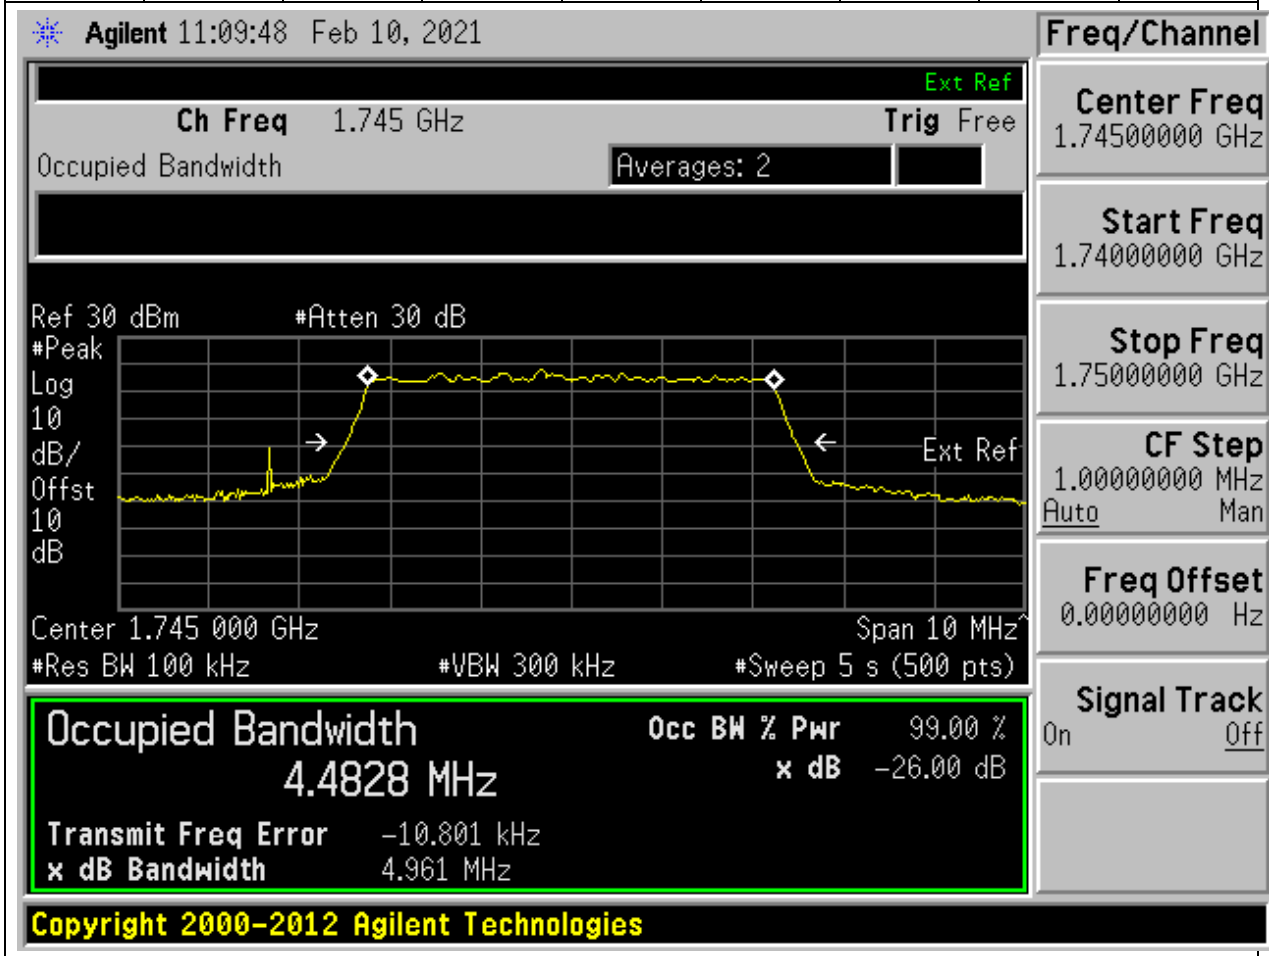 Agilent 11:09:48 Feb 10, 2021
Ext Ref
Ch Freq 1.745 GHz Trig Free
Occupied Bandwidth Averages: 2
Ref 30 dBm #Atten 30 dB
#Peak
Log
10
dB/
Offst
10
dB
Ext Ref
Center 1.745 000 GHz Span 10 MHz^
#Res BW 100 kHz #VBW 300 kHz #Sweep 5 s (500 pts)
Occupied Bandwidth Occ BW % Pwr 99.00 %
4.4828 MHz x dB -26.00 dB
Transmit Freq Error -10.801 kHz
x dB Bandwidth 4.961 MHz
Copyright 2000-2012 Agilent Technologies
Freq/Channel
Center Freq
1.74500000 GHz
Start Freq
1.74000000 GHz
Stop Freq
1.75000000 GHz
CF Step
1.00000000 MHz
Auto Man
Freq Offset
0.00000000 Hz
Signal Track
On Off